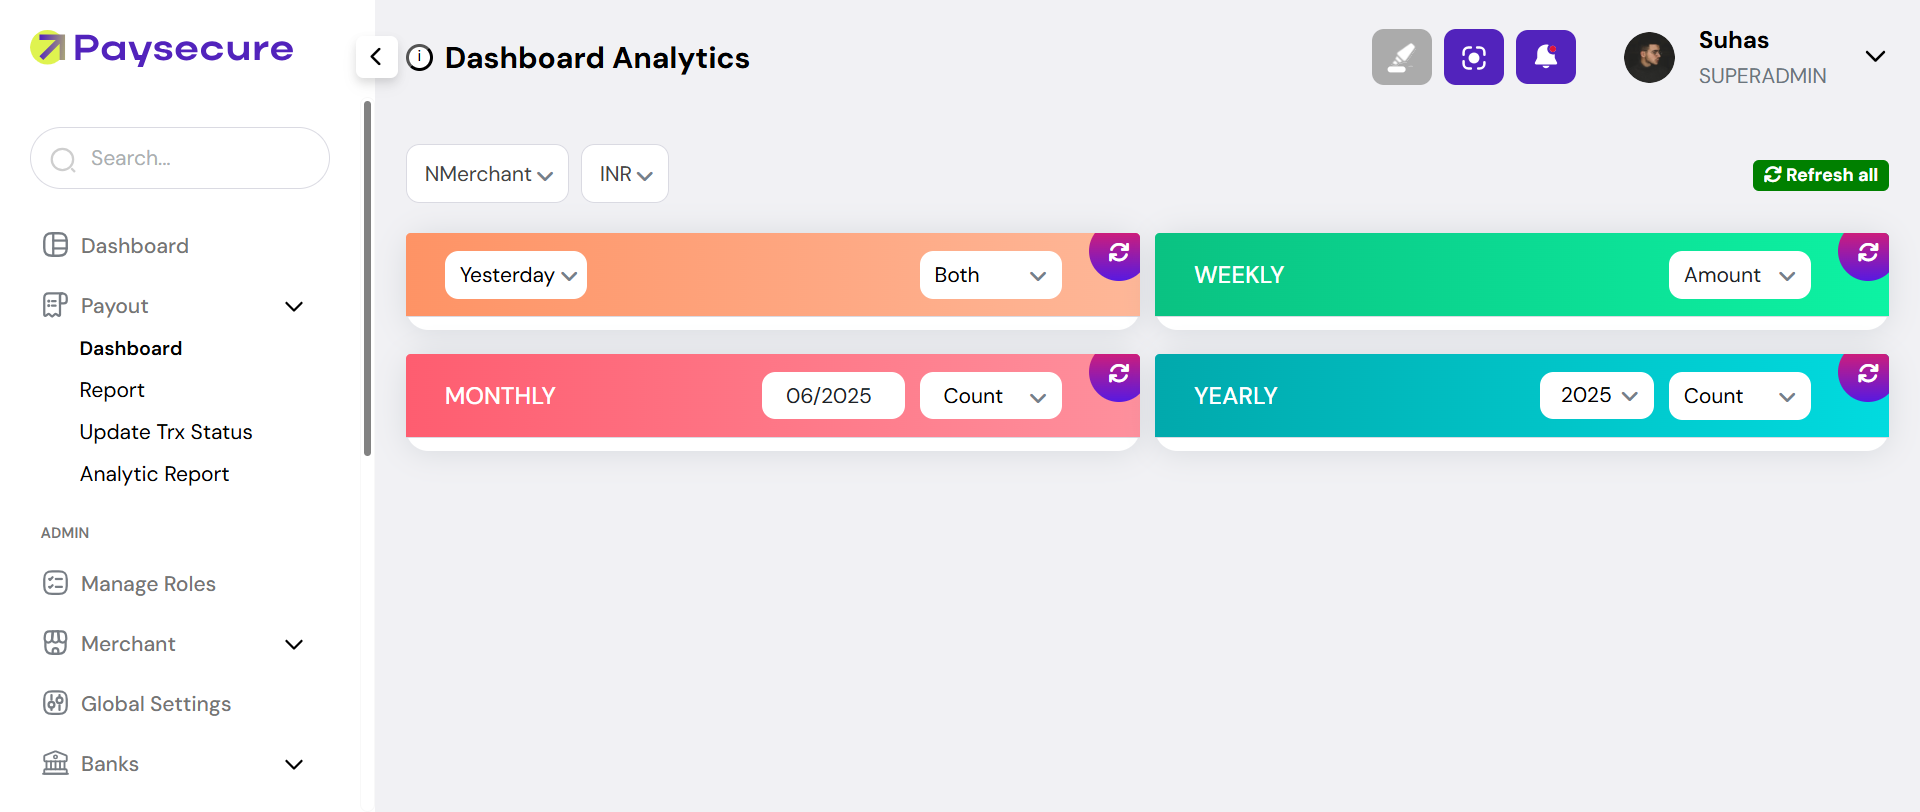 Paysecure
Dashboard Analytics
Suhas
SUPERADMIN
Search...
NMerchant
INR
Refresh all
Dashboard
Payout
Dashboard
Report
Update Trx Status
Analytic Report
ADMIN
Manage Roles
Merchant
Global Settings
Banks
Yesterday
Both
WEEKLY
Amount
MONTHLY
06/2025
Count
YEARLY
2025
Count